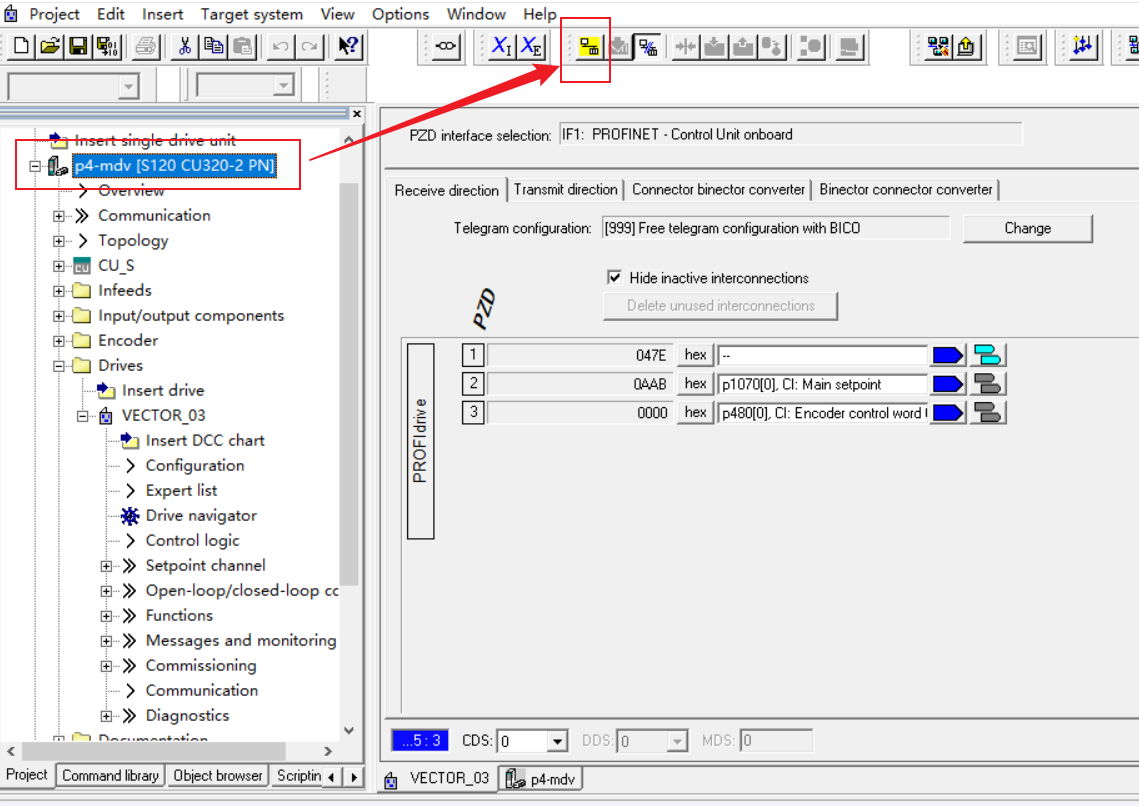 Project Edit Insert Target system View Options Window Help
Insert single drive unit
p4-mdv [S120 CU320-2 PN]
Overview
Communication
Topology
CU_S
Infeeds
Input/output components
Encoder
Drives
Insert drive
VECTOR_03
Insert DCC chart
Configuration
Expert list
Drive navigator
Control logic
Setpoint channel
Open-loop/closed-loop co
Functions
Messages and monitoring
Commissioning
Communication
Diagnostics
Documentation
Project Command library Object browser Scriptin
PZD interface selection: IF1: PROFINET - Control Unit onboard
Receive direction Transmit direction Connector binector converter Binector connector converter
Telegram configuration: [999] Free telegram configuration with BICO Change
Hide inactive interconnections
Delete unused interconnections
PZD
PROFIdrive
1 047E hex --
2 0AAB hex p1070[0], CI: Main setpoint
3 0000 hex p480[0], CI: Encoder control word
...5 : 3 CDS: 0 DDS: 0 MDS: 0
VECTOR_03 p4-mdv